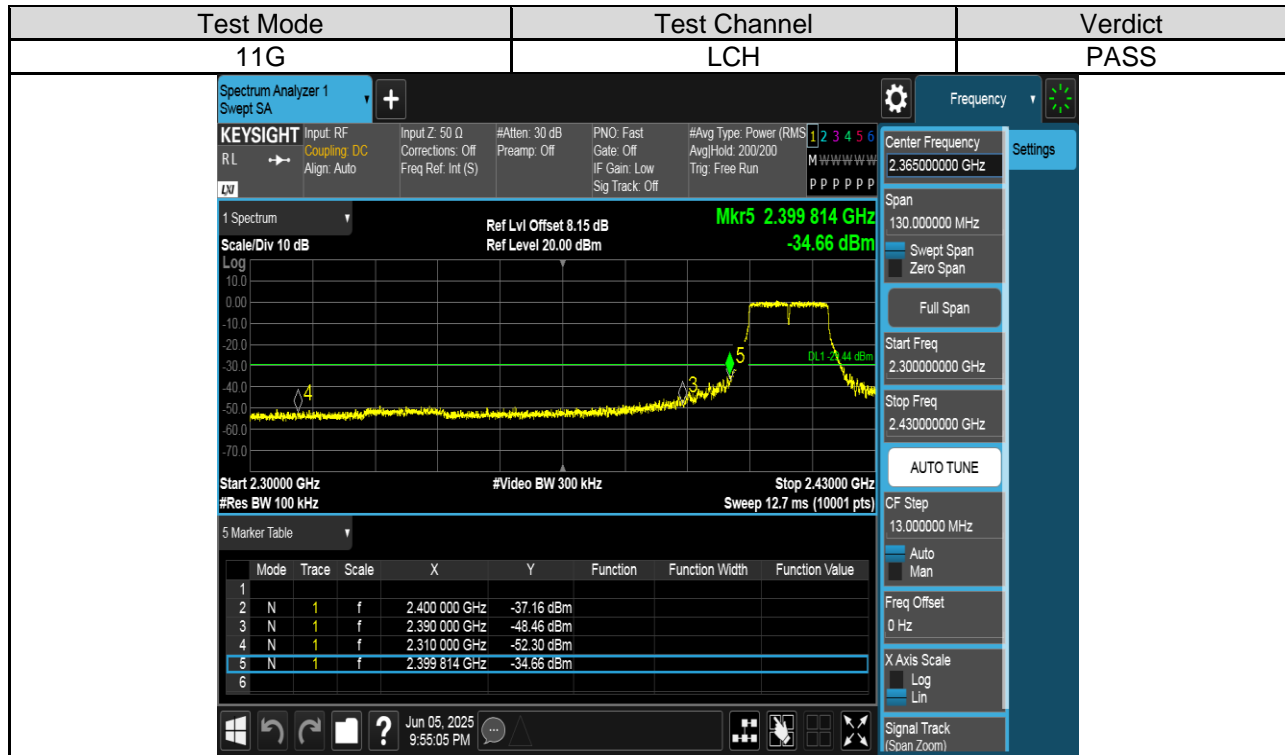 Test Mode Test Channel Verdict
11G LCH PASS
Spectrum Analyzer 1
Swept SA
+
Frequency
KEYSIGHT
RL
LXI
Input: RF
Coupling: DC
Align: Auto
Input Z: 50 Ω
Corrections: Off
Freq Ref: Int (S)
#Atten: 30 dB
Preamp: Off
PNO: Fast
Gate: Off
IF Gain: Low
Sig Track: Off
#Avg Type: Power (RMS
Avg|Hold: 200/200
Trig: Free Run
1 2 3 4 5 6
M W W W W W
P P P P P P
1 Spectrum
Scale/Div 10 dB
Ref Lvl Offset 8.15 dB
Ref Level 20.00 dBm
Mkr5 2.399 814 GHz
-34.66 dBm
Log
10.0
0.00
-10.0
-20.0
-30.0
-40.0
-50.0
-60.0
-70.0
4
3
5
Start 2.30000 GHz #Video BW 300 kHz Stop 2.43000 GHz
#Res BW 100 kHz Sweep 12.7 ms (10001 pts)
5 Marker Table
Mode Trace Scale X Y Function Function Width Function Value
1
2 N 1 f 2.400 000 GHz -37.16 dBm
3 N 1 f 2.390 000 GHz -48.46 dBm
4 N 1 f 2.310 000 GHz -52.30 dBm
5 N 1 f 2.399 814 GHz -34.66 dBm
6
Settings
Center Frequency
2.365000000 GHz
Span
130.000000 MHz
Swept Span
Zero Span
Full Span
Start Freq
2.300000000 GHz
Stop Freq
2.430000000 GHz
AUTO TUNE
CF Step
13.000000 MHz
Auto
Man
Freq Offset
0 Hz
X Axis Scale
Log
Lin
Signal Track
(Span Zoom)
?
Jun 05, 2025
9:55:05 PM